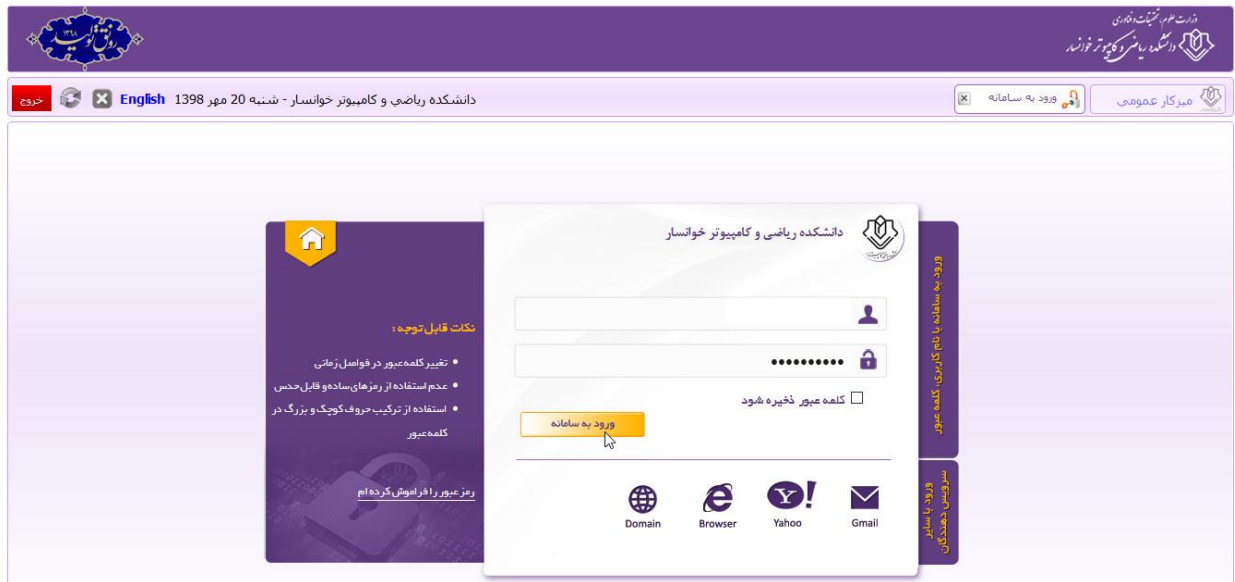 وزارت علوم، تحقیقات و فناوری
دانشکده ریاضی و کامپیوتر خوانسار
رونق تولید
۱۳۹۸
میزکار عمومی
ورود به سامانه
دانشکده ریاضي و کامپیوتر خوانسار - شنبه 20 مهر 1398 English
خروج
دانشکده ریاضی و کامپیوتر خوانسار
کلمه عبور ذخیره شود
ورود به سامانه
Gmail
Yahoo
Browser
Domain
ورود به سامانه با نام کاربری، کلمه عبور
ورود با سایر
سرویس دهندگان
نکات قابل توجه :
• تغییر کلمه عبور در فواصل زمانی
• عدم استفاده از رمزهای ساده و قابل حدس
• استفاده از ترکیب حروف کوچک و بزرگ در
کلمه عبور
رمز عبور را فراموش کرده ام